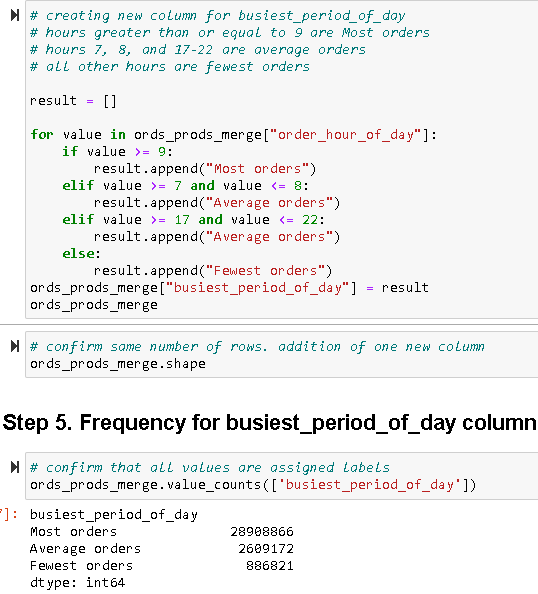 # creating new column for busiest_period_of_day
# hours greater than or equal to 9 are Most orders
# hours 7, 8, and 17-22 are average orders
# all other hours are fewest orders
result = []
for value in ords_prods_merge["order_hour_of_day"]:
    if value >= 9:
        result.append("Most orders")
    elif value >= 7 and value <= 8:
        result.append("Average orders")
    elif value >= 17 and value <= 22:
        result.append("Average orders")
    else:
        result.append("Fewest orders")
ords_prods_merge["busiest_period_of_day"] = result
ords_prods_merge
# confirm same number of rows. addition of one new column
ords_prods_merge.shape
Step 5. Frequency for busiest_period_of_day column
# confirm that all values are assigned labels
ords_prods_merge.value_counts(['busiest_period_of_day'])
]: busiest_period_of_day
Most orders 28908866
Average orders 2609172
Fewest orders 886821
dtype: int64